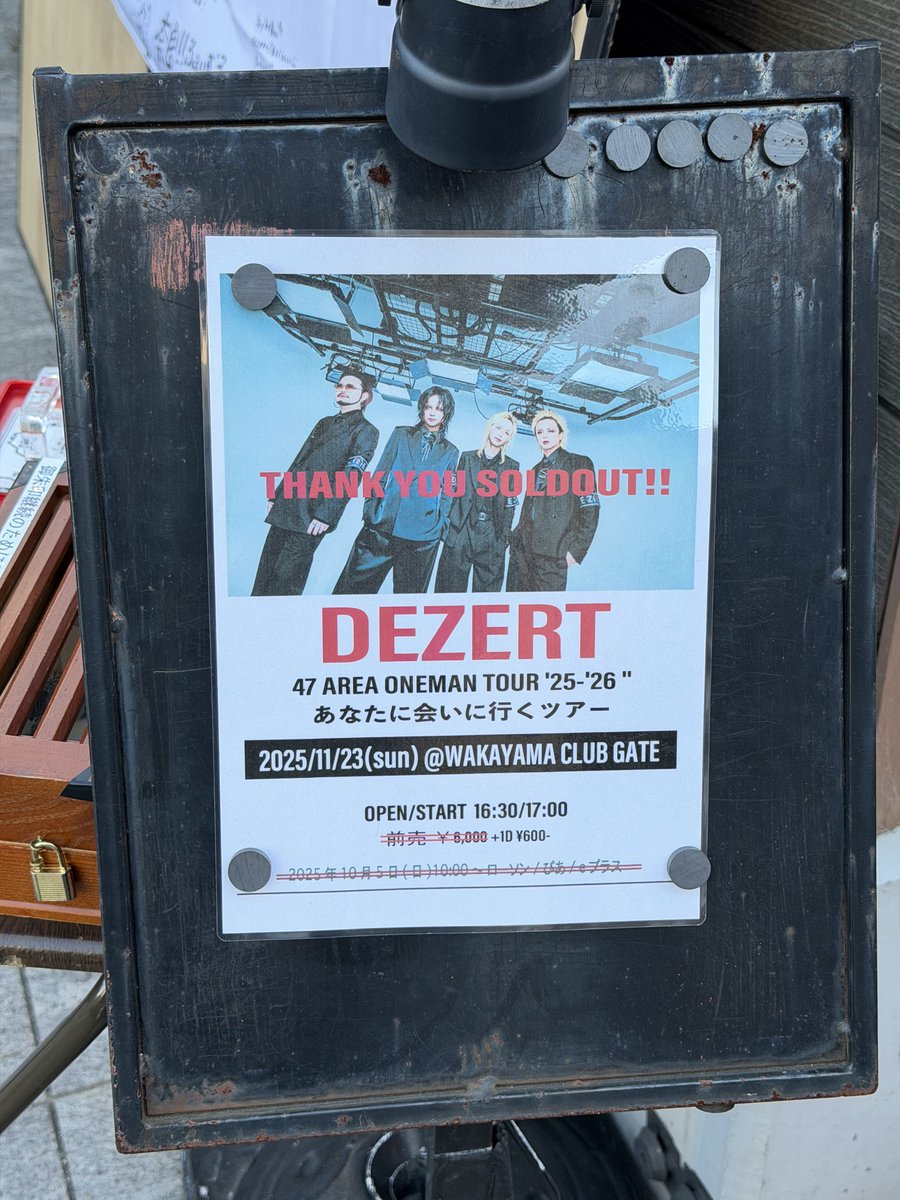 THANK YOU SOLDOUT!!
DEZERT
47 AREA ONEMAN TOUR '25-'26 "
あなたに会いに行くツアー
2025/11/23(sun) @WAKAYAMA CLUB GATE
OPEN/START 16:30/17:00
前売 ￥6,000 +1D ¥600-
2025年10月5日(日)10:00～ローソン/ぴあ/eプラス